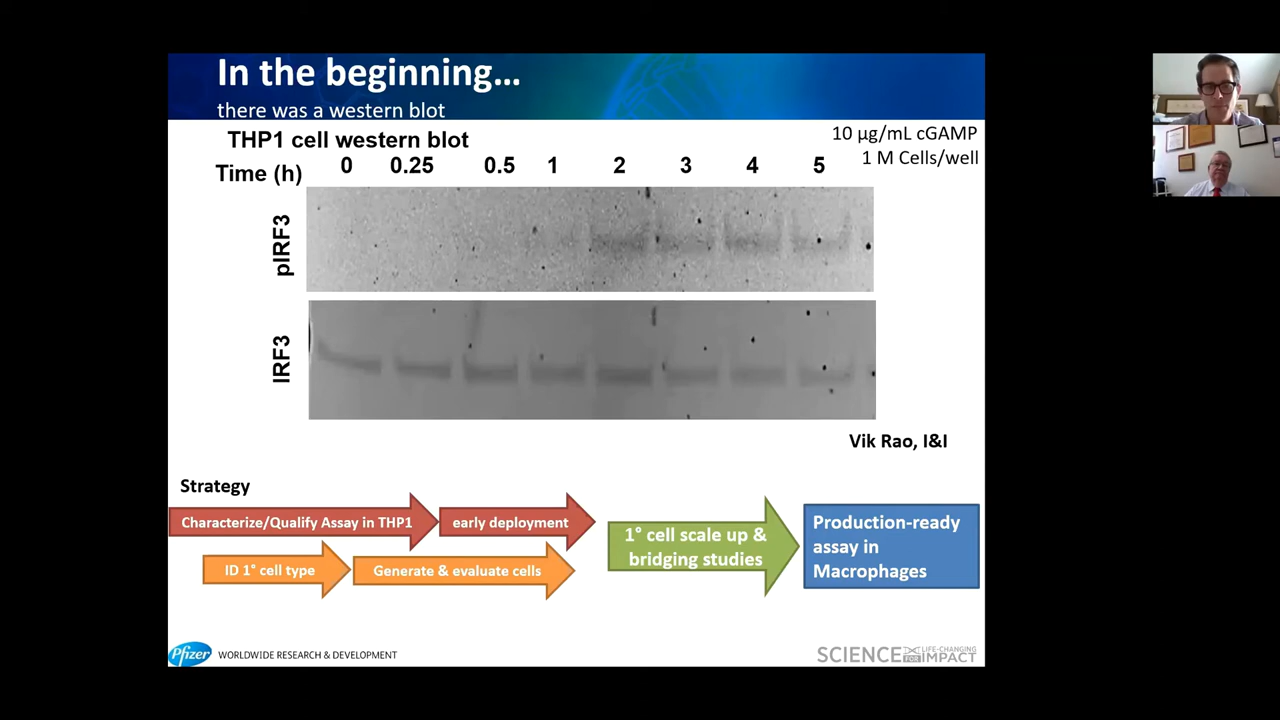 In the beginning...
there was a western blot
THP1 cell western blot
10 µg/mL cGAMP
1 M Cells/well
Time (h) 0 0.25 0.5 1 2 3 4 5
pIRF3
IRF3
Vik Rao, I&I
Strategy
Characterize/Qualify Assay in THP1
early deployment
ID 1° cell type
Generate & evaluate cells
1° cell scale up &
bridging studies
Production-ready
assay in
Macrophages
Pfizer WORLDWIDE RESEARCH & DEVELOPMENT
SCIENCE FOR LIFE-CHANGING IMPACT